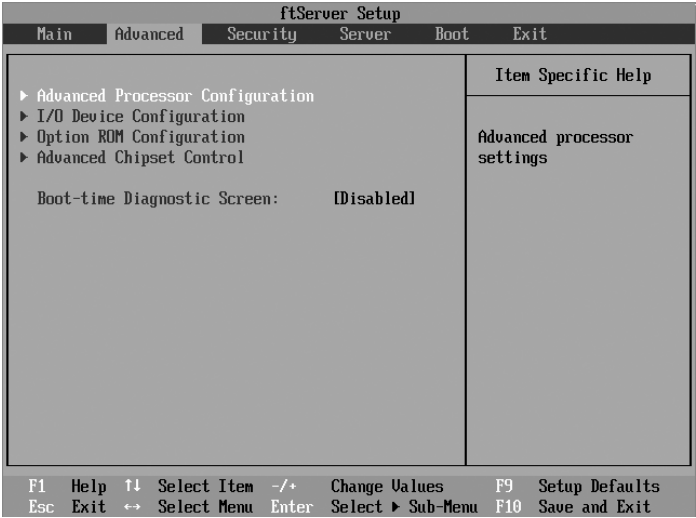 ftServer Setup
Main Advanced Security Server Boot Exit
Item Specific Help
▶ Advanced Processor Configuration
▶ I/O Device Configuration
▶ Option ROM Configuration
▶ Advanced Chipset Control
Boot-time Diagnostic Screen: [Disabled]
Advanced processor
settings
F1 Help ↑↓ Select Item -/+ Change Values F9 Setup Defaults
Esc Exit ↔ Select Menu Enter Select ▶ Sub-Menu F10 Save and Exit